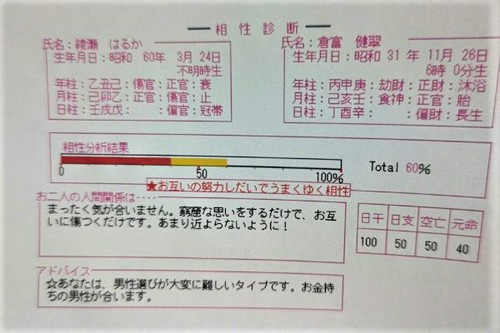 相性診断
氏名：綾瀬 はるか
生年月日：昭和 60年 3月 24日
不明時生
年柱：乙丑己：傷官：正官：衰
月柱：己卯乙：正官：傷官：止
日柱：壬戌戊： ：偏官：冠帯
氏名：倉富 健翠
生年月日：昭和 31年 11月 28日
6時 0分生
年柱：丙申庚：劫財：正財：沐浴
月柱：己亥壬：食神：正官：胎
日柱：丁酉辛： ：偏財：長生
相性分析結果
0 50 100%
Total 60%
★お互いの努力しだいでうまくゆく相性
お二人の人間関係は‥‥
まったく気が合いません。窮屈な思いをするだけで、お互
いに傷つくだけです。あまり近よらないように！
日干 日支 空亡 元命
100 50 50 40
アドバイス
☆あなたは、男性選びが大変に難しいタイプです。お金持
ちの男性が合います。